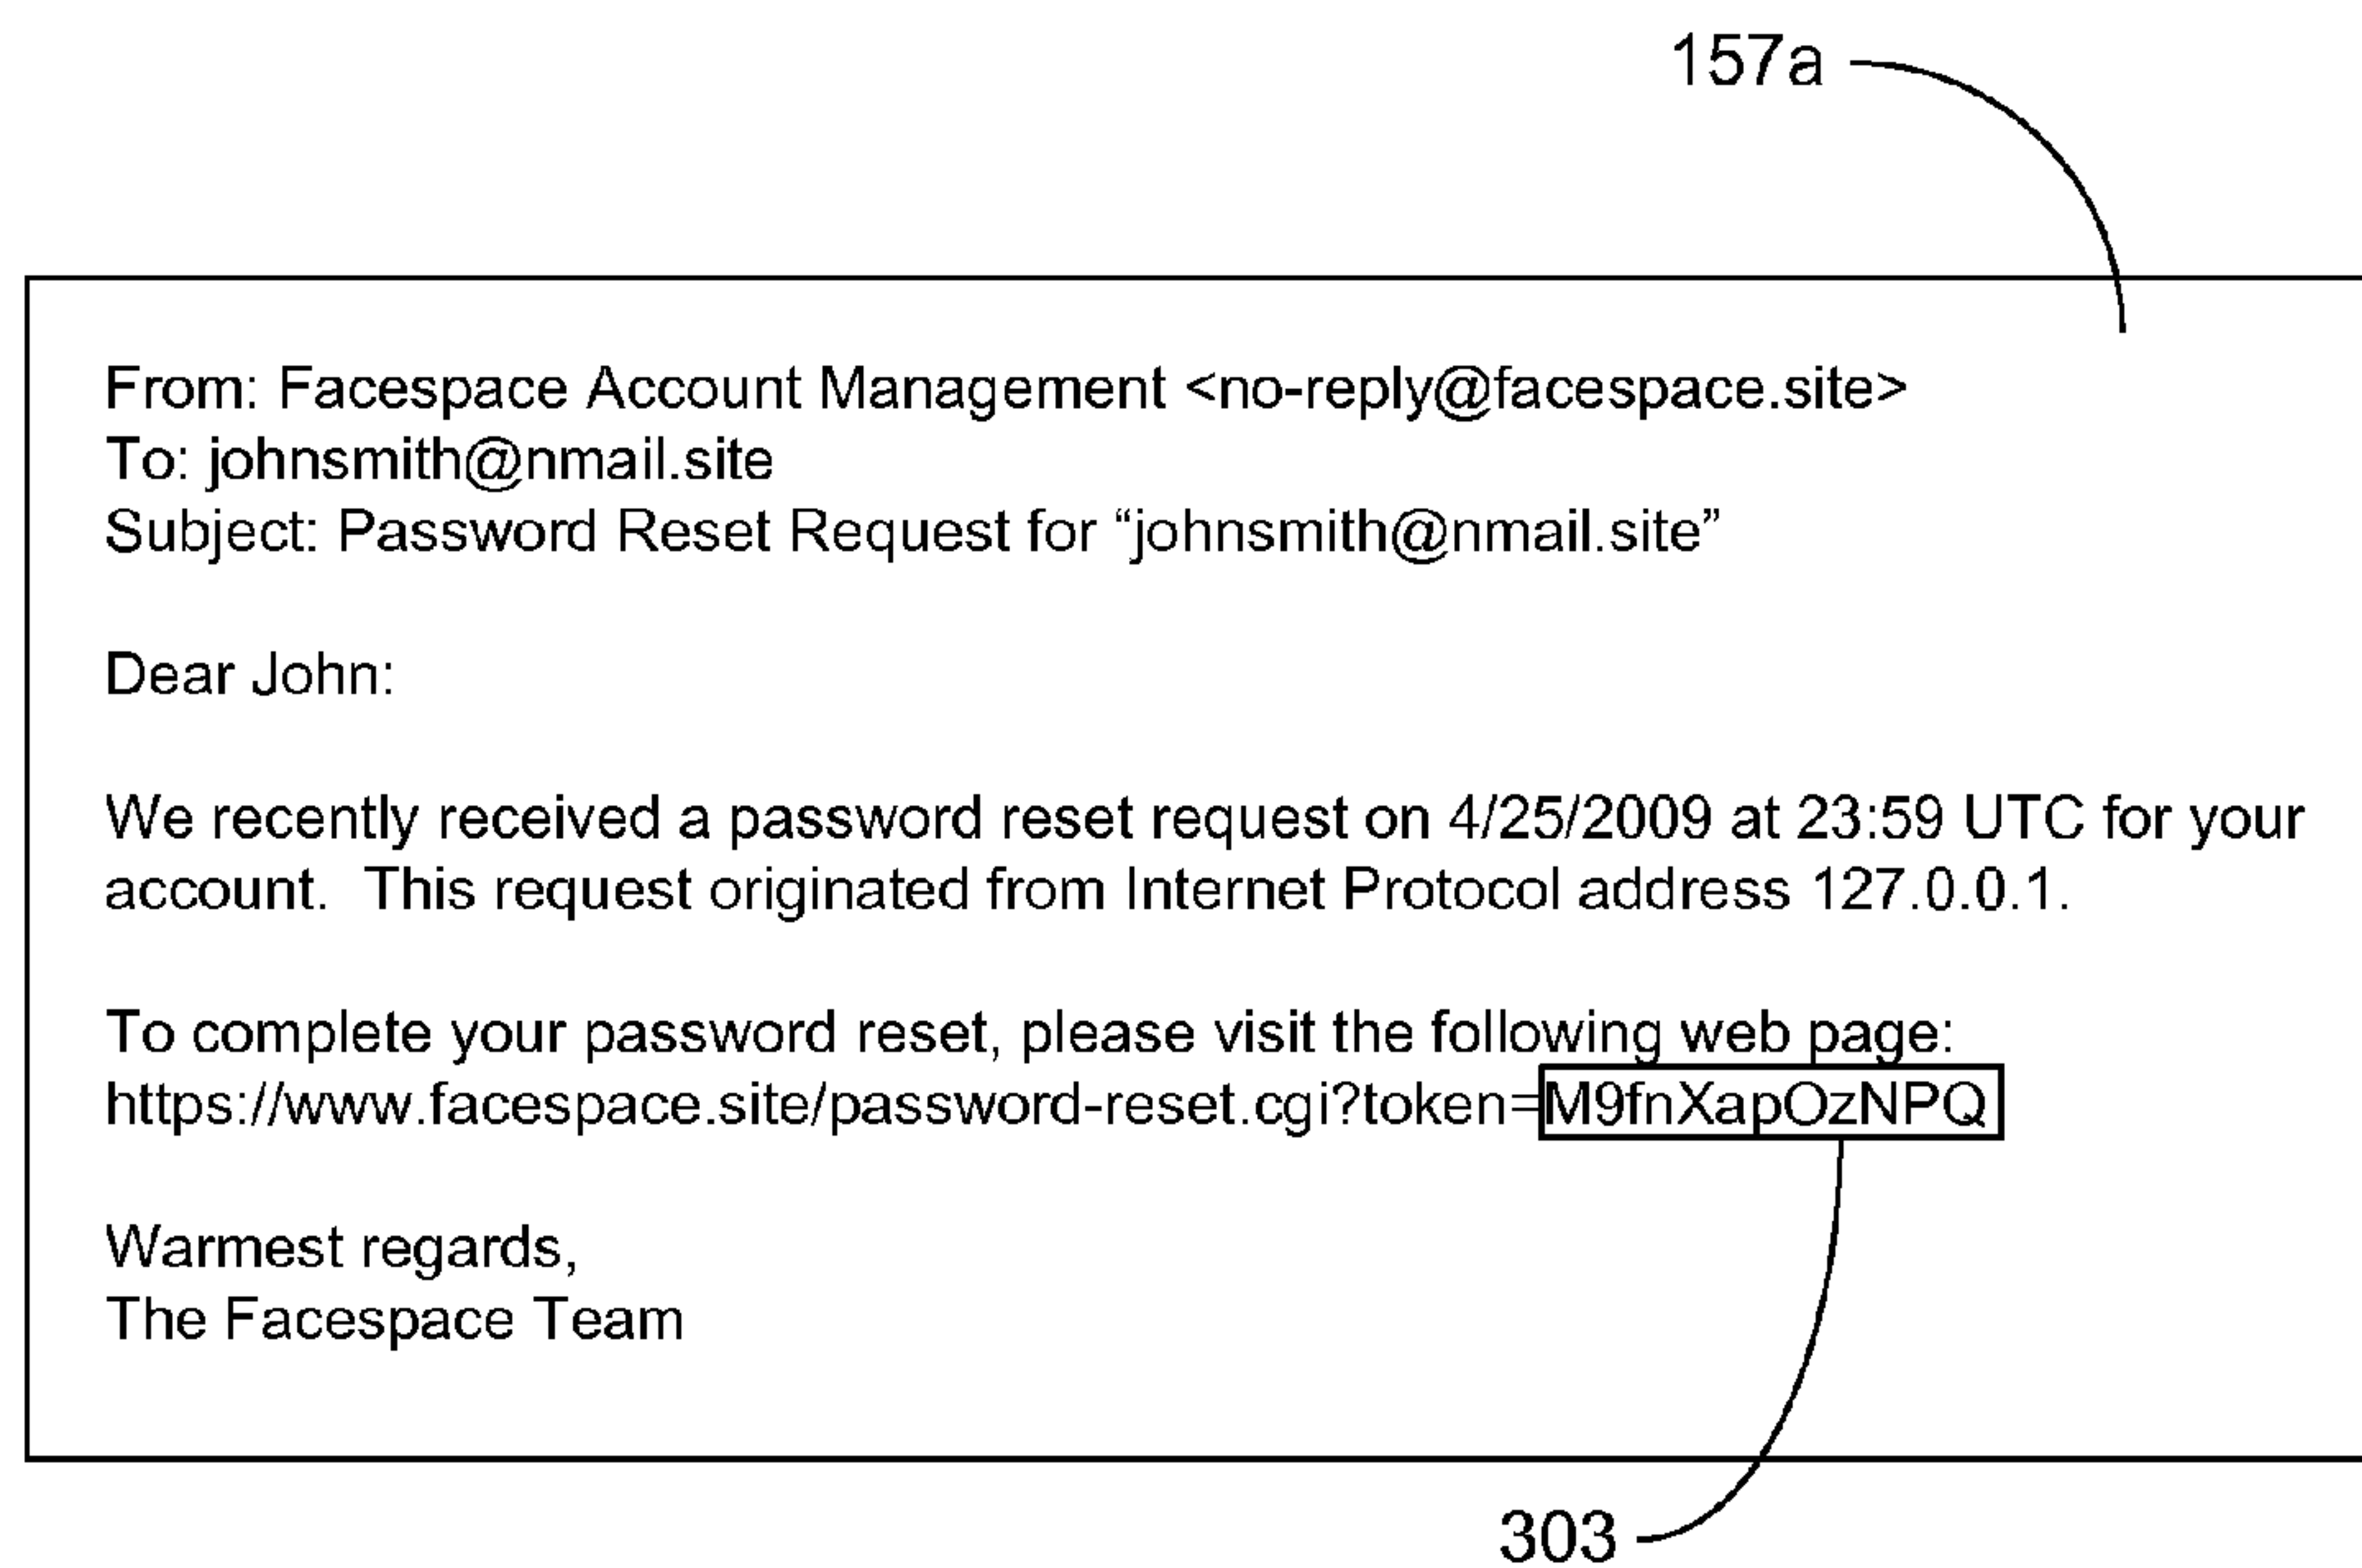 157a
From: Facespace Account Management <no-reply@facespace.site>
To: johnsmith@nmail.site
Subject: Password Reset Request for “johnsmith@nmail.site”
Dear John:
We recently received a password reset request on 4/25/2009 at 23:59 UTC for your
account.  This request originated from Internet Protocol address 127.0.0.1.
To complete your password reset, please visit the following web page:
https://www.facespace.site/password-reset.cgi?token=M9fnXapOzNPQ
Warmest regards,
The Facespace Team
303